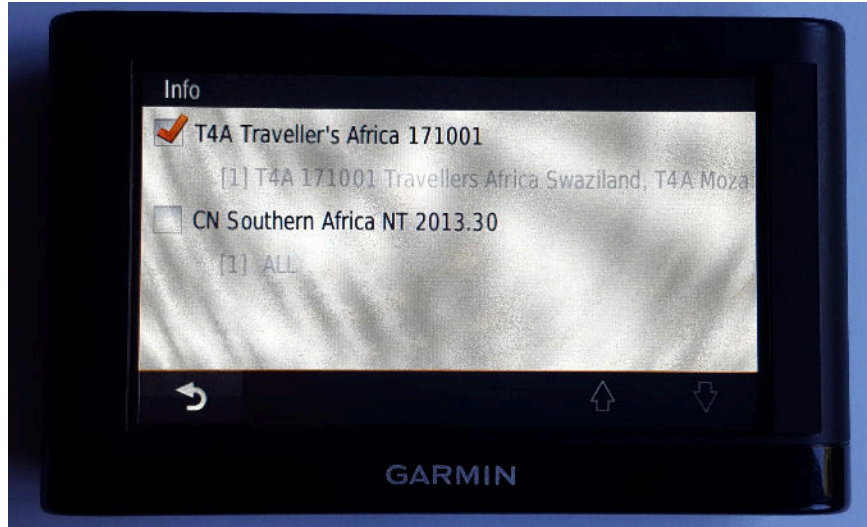 Info
T4A Traveller's Africa 171001
[1] T4A 171001 Travellers Africa Swaziland, T4A Moza
CN Southern Africa NT 2013.30
[1] ALL
GARMIN